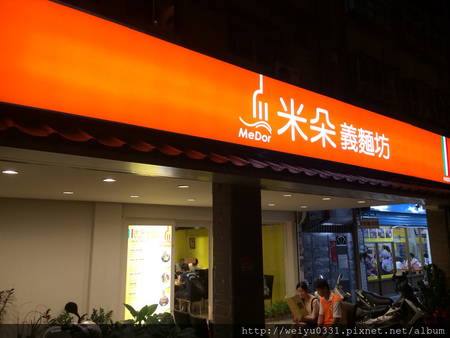 MeDor
米朵義麵坊
http://weiyu0331.pixnet.net/album